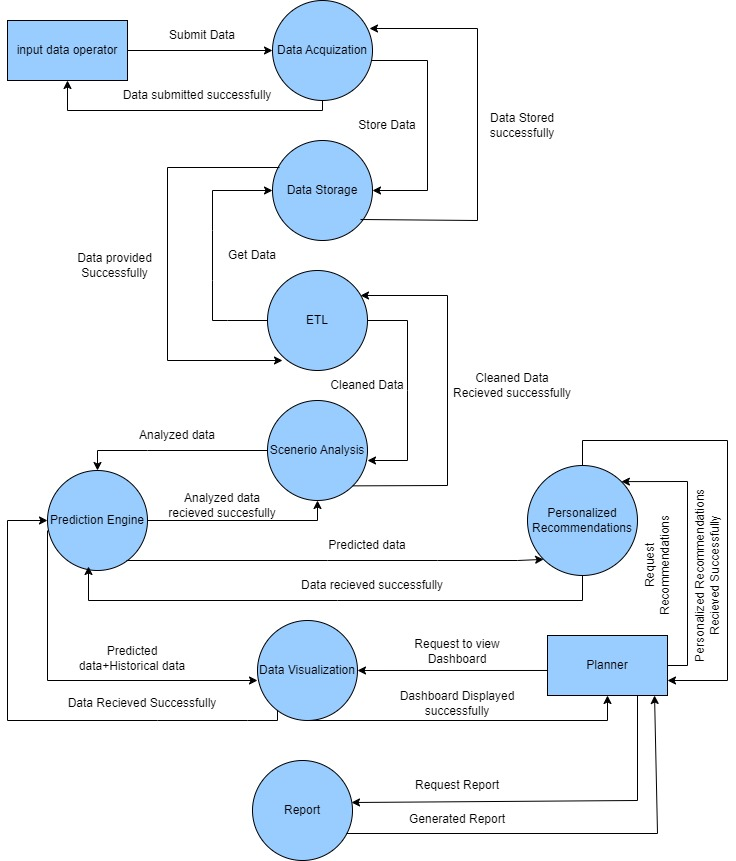 Submit Data
input data operator
Data Acquization
Data submitted successfully
Store Data
Data Stored
successfully
Data Storage
Data provided
Successfully
Get Data
ETL
Cleaned Data
Cleaned Data
Recieved successfully
Analyzed data
Scenerio Analysis
Analyzed data
recieved succesfully
Prediction Engine
Personalized
Recommendations
Predicted data
Data recieved successfully
Request
Recommendations
Personalized Recommendations
Recieved Successfully
Predicted
data+Historical data
Data Visualization
Request to view
Dashboard
Planner
Data Recieved Successfully
Dashboard Displayed
successfully
Request Report
Report
Generated Report